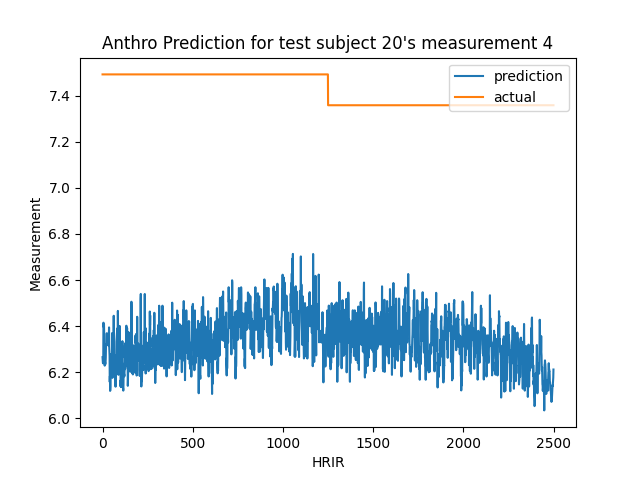 Anthro Prediction for test subject 20's measurement 4
prediction
actual
Measurement
7.4
7.2
7.0
6.8
6.6
6.4
6.2
6.0
0 500 1000 1500 2000 2500
HRIR